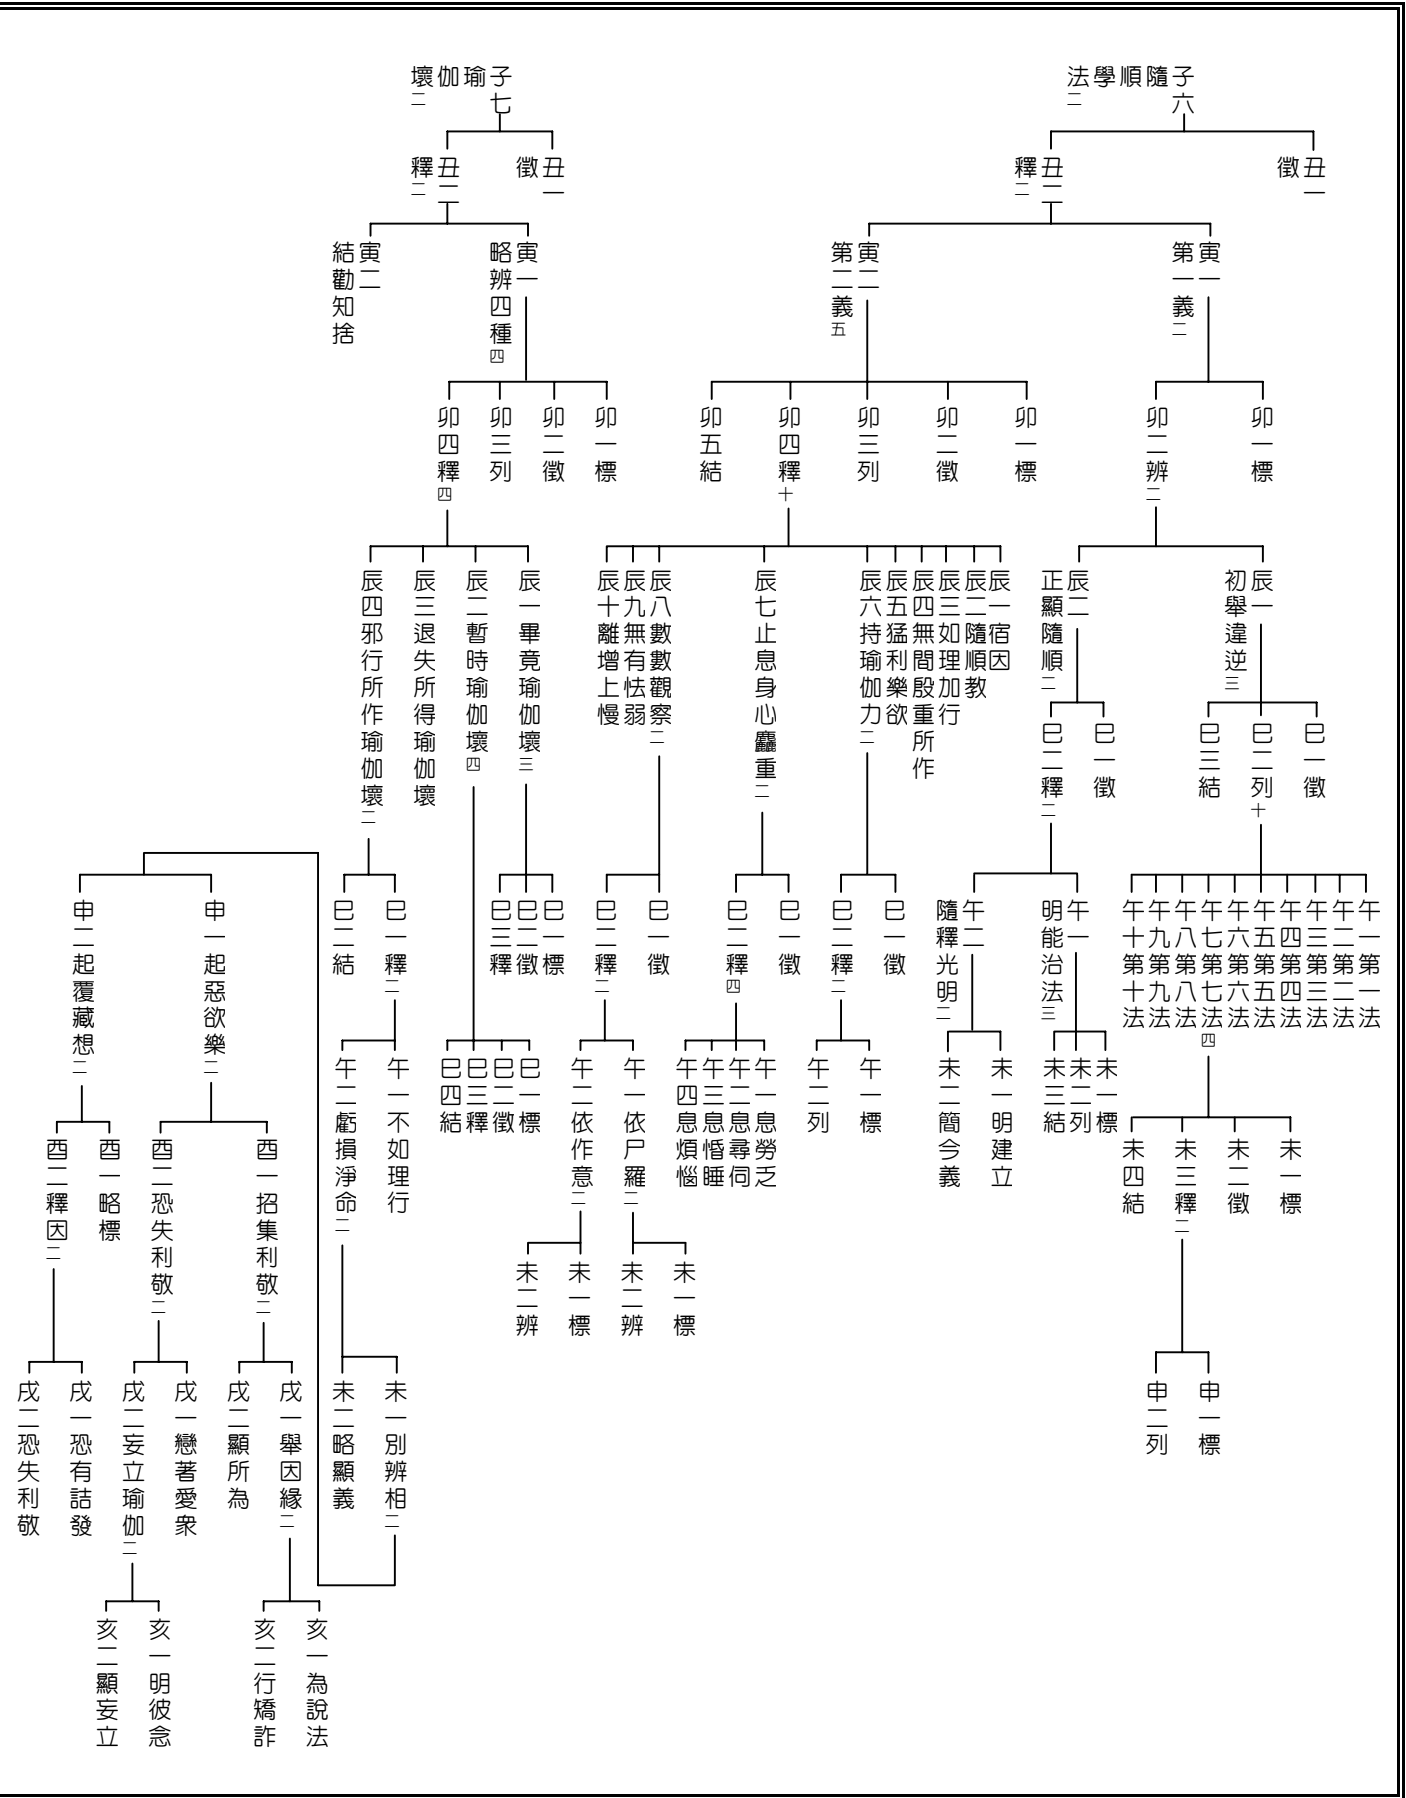 子六
隨順學法二
丑一
徵
丑二
釋二
寅一
第一義二
寅二
第二義五
卯一標
卯二辨二
卯一標
卯二徵
卯三列
卯四釋十
卯五結
辰一
初舉違逆三
辰二
正顯隨順二
辰一宿因
辰二隨順教
辰三如理加行
辰四無間殷重所作
辰五猛利樂欲
辰六持瑜伽力二
辰七止息身心麤重二
辰八數數觀察二
辰九無有怯弱
辰十離增上慢
巳一徵
巳二列十
巳三結
巳一徵
巳二釋二
巳一徵
巳二釋二
巳一徵
巳二釋四
巳一徵
巳二釋二
午一第一法
午二第二法
午三第三法
午四第四法
午五第五法
午六第六法
午七第七法四
午八第八法
午九第九法
午十第十法
午一
明能治法三
午二
隨釋光明二
午一標
午二列
午一息勞乏
午二息尋伺
午三息惛睡
午四息煩惱
午一依尸羅二
午二依作意二
未一標
未二徵
未三釋二
未四結
未一標
未二列
未三結
未一明建立
未二簡今義
未一標
未二辨
未一標
未二辨
申一標
申二列
子七
瑜伽壞二
丑一
徵
丑二
釋二
寅一
略辨四種四
寅二
結勸知捨
卯一標
卯二徵
卯三列
卯四釋四
辰一畢竟瑜伽壞三
辰二暫時瑜伽壞四
辰三退失所得瑜伽壞
辰四邪行所作瑜伽壞二
巳一標
巳二徵
巳三釋
巳一標
巳二徵
巳三釋
巳四結
巳一釋二
巳二結
午一不如理行
午二虧損淨命二
未一別辨相二
未二略顯義
申一起惡欲樂二
申二起覆藏想二
酉一招集利敬二
酉二恐失利敬二
酉一略標
酉二釋因二
戌一舉因緣二
戌二顯所為
戌一戀著愛衆
戌二妄立瑜伽二
戌一恐有詰發
戌二恐失利敬
亥一為說法
亥二行矯詐
亥一明彼念
亥二顯妄立